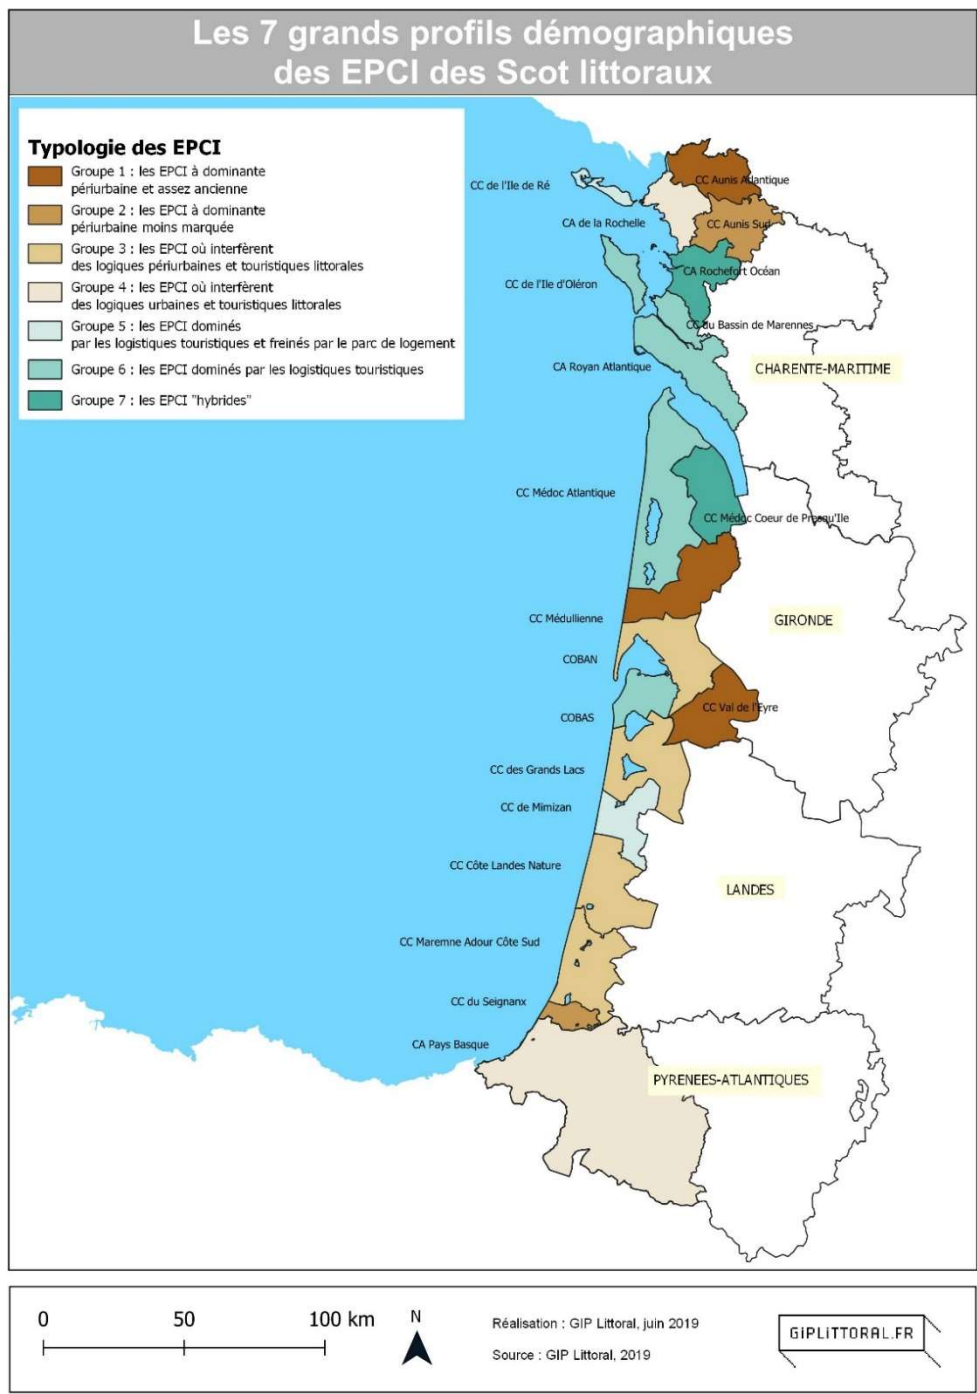 Les 7 grands profils démographiques
des EPCI des Scot littoraux
Typologie des EPCI
Groupe 1 : les EPCI à dominante
périurbaine et assez ancienne
Groupe 2 : les EPCI à dominante
périurbaine moins marquée
Groupe 3 : les EPCI où interfèrent
des logiques périurbaines et touristiques littorales
Groupe 4 : les EPCI où interfèrent
des logiques urbaines et touristiques littorales
Groupe 5 : les EPCI dominés
par les logistiques touristiques et freinés par le parc de logement
Groupe 6 : les EPCI dominés par les logistiques touristiques
Groupe 7 : les EPCI "hybrides"
CC Aunis Atlantique
CC de l'Ile de Ré
CA de la Rochelle
CC Aunis Sud
CA Rochefort Océan
CC de l'Ile d'Oléron
CC du Bassin de Marennes
CA Royan Atlantique
CHARENTE-MARITIME
CC Médoc Atlantique
CC Médoc Coeur de Presqu'Ile
CC Médullienne
GIRONDE
COBAN
CC Val de l'Eyre
COBAS
CC des Grands Lacs
CC de Mimizan
CC Côte Landes Nature
LANDES
CC Maremne Adour Côte Sud
CC du Seignanx
CA Pays Basque
PYRENEES-ATLANTIQUES
0 50 100 km
N
Réalisation : GIP Littoral, juin 2019
Source : GIP Littoral, 2019
GIPLITTORAL.FR